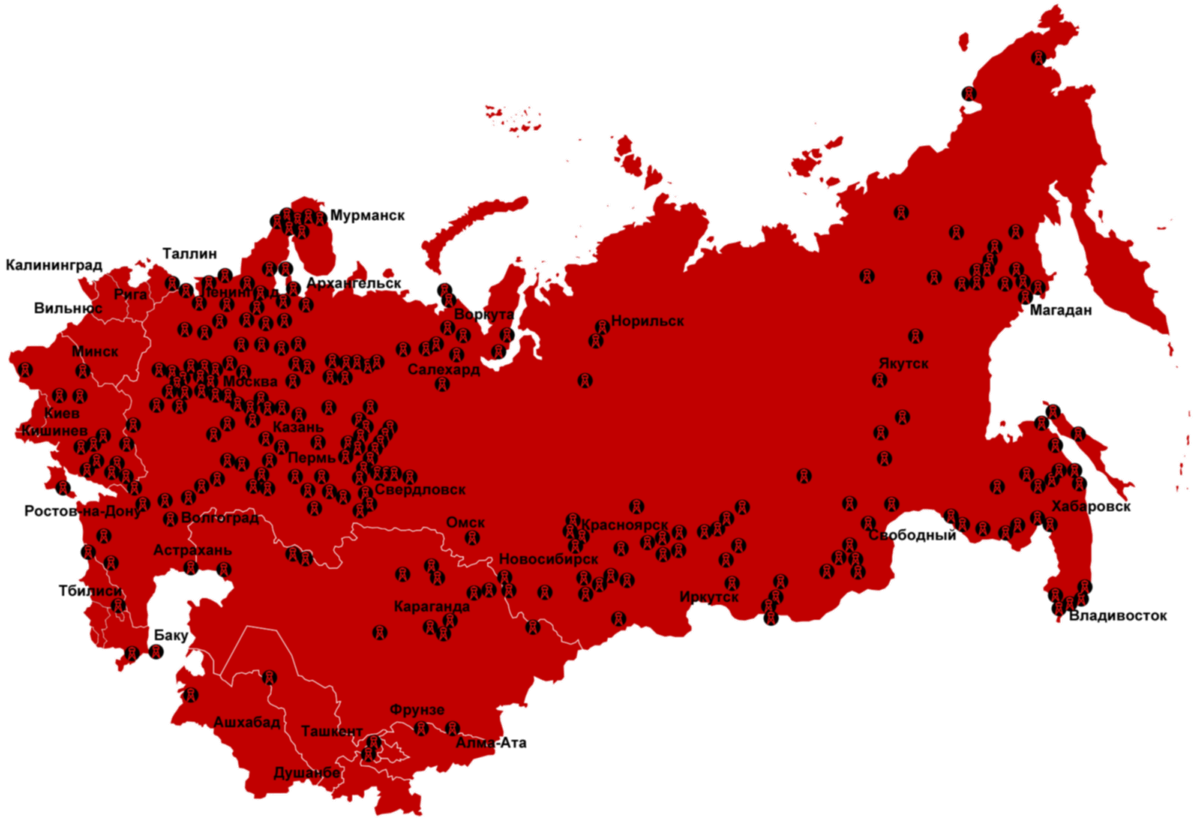 Мурманск
Таллин
Калининград
Архангельск
Рига
Ленинград
Вильнюс
Магадан
Воркута
Норильск
Минск
Якутск
Салехард
Москва
Киев
Казань
Кишинев
Пермь
Свердловск
Хабаровск
Ростов-на-Дону
Волгоград
Омск
Красноярск
Свободный
Астрахань
Новосибирск
Тбилиси
Иркутск
Караганда
Владивосток
Баку
Фрунзе
Ашхабад
Ташкент
Алма-Ата
Душанбе